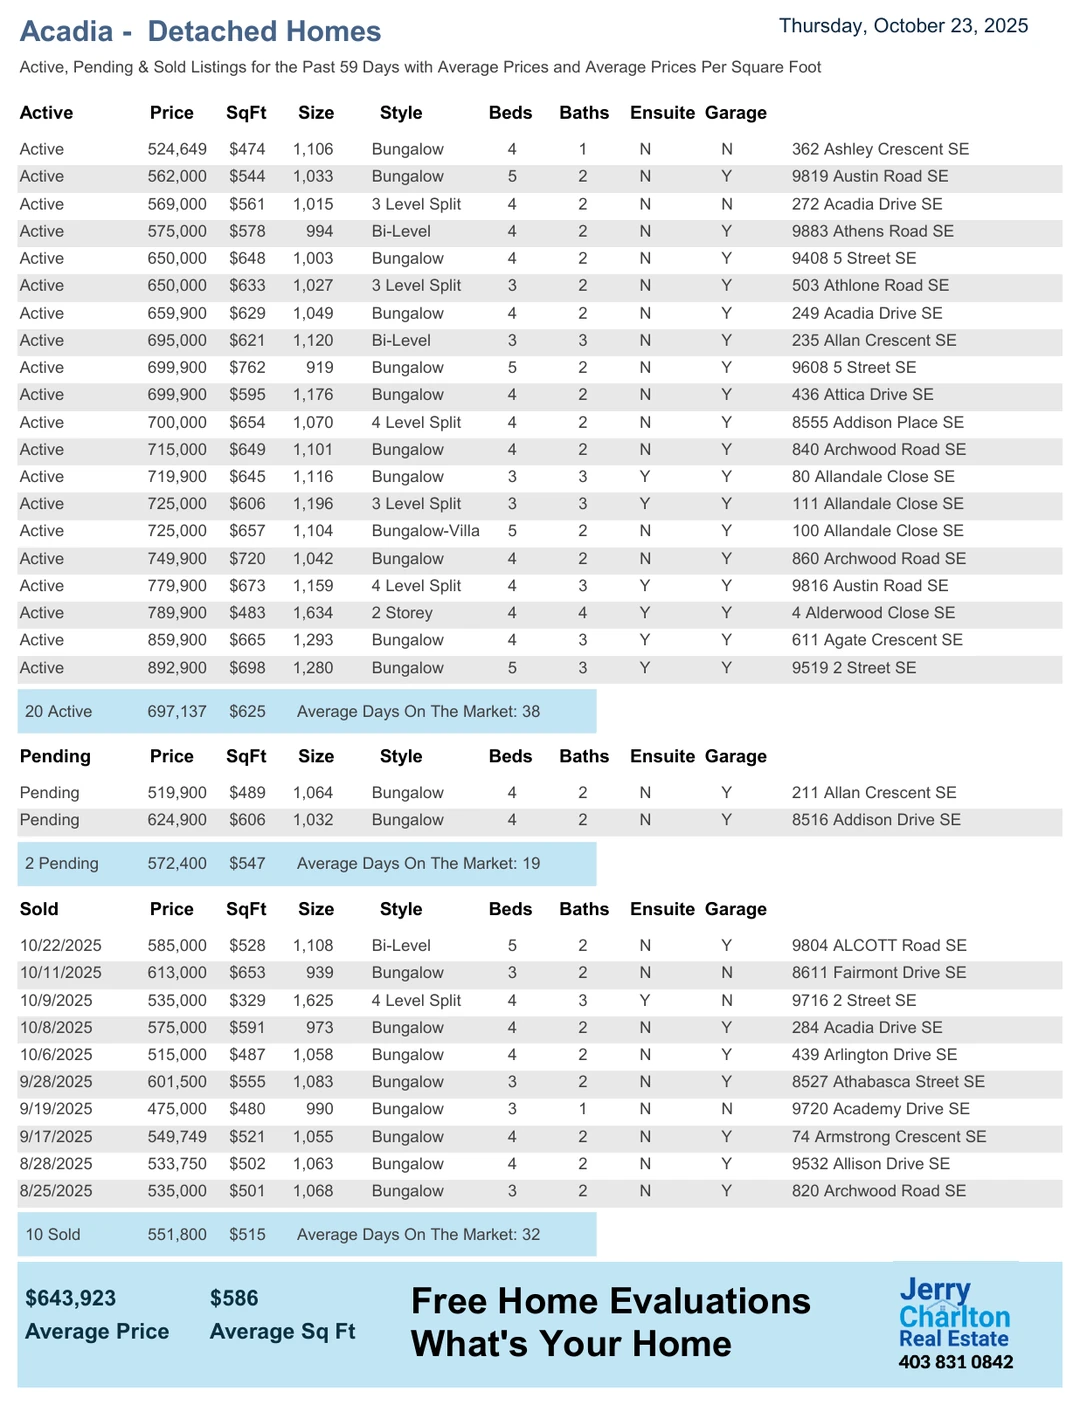 Acadia - Detached Homes
Thursday, October 23, 2025
Active, Pending & Sold Listings for the Past 59 Days with Average Prices and Average Prices Per Square Foot
Active Price SqFt Size Style Beds Baths Ensuite Garage
Active 524,649 $474 1,106 Bungalow 4 1 N N 362 Ashley Crescent SE
Active 562,000 $544 1,033 Bungalow 5 2 N Y 9819 Austin Road SE
Active 569,000 $561 1,015 3 Level Split 4 2 N N 272 Acadia Drive SE
Active 575,000 $578 994 Bi-Level 4 2 N Y 9883 Athens Road SE
Active 650,000 $648 1,003 Bungalow 4 2 N Y 9408 5 Street SE
Active 650,000 $633 1,027 3 Level Split 3 2 N Y 503 Athlone Road SE
Active 659,900 $629 1,049 Bungalow 4 2 N Y 249 Acadia Drive SE
Active 695,000 $621 1,120 Bi-Level 3 3 N Y 235 Allan Crescent SE
Active 699,900 $762 919 Bungalow 5 2 N Y 9608 5 Street SE
Active 699,900 $595 1,176 Bungalow 4 2 N Y 436 Attica Drive SE
Active 700,000 $654 1,070 4 Level Split 4 2 N Y 8555 Addison Place SE
Active 715,000 $649 1,101 Bungalow 4 2 N Y 840 Archwood Road SE
Active 719,900 $645 1,116 Bungalow 3 3 Y Y 80 Allandale Close SE
Active 725,000 $606 1,196 3 Level Split 3 3 Y Y 111 Allandale Close SE
Active 725,000 $657 1,104 Bungalow-Villa 5 2 N Y 100 Allandale Close SE
Active 749,900 $720 1,042 Bungalow 4 2 N Y 860 Archwood Road SE
Active 779,900 $673 1,159 4 Level Split 4 3 Y Y 9816 Austin Road SE
Active 789,900 $483 1,634 2 Storey 4 4 Y Y 4 Alderwood Close SE
Active 859,900 $665 1,293 Bungalow 4 3 Y Y 611 Agate Crescent SE
Active 892,900 $698 1,280 Bungalow 5 3 Y Y 9519 2 Street SE
20 Active 697,137 $625 Average Days On The Market: 38
Pending Price SqFt Size Style Beds Baths Ensuite Garage
Pending 519,900 $489 1,064 Bungalow 4 2 N Y 211 Allan Crescent SE
Pending 624,900 $606 1,032 Bungalow 4 2 N Y 8516 Addison Drive SE
2 Pending 572,400 $547 Average Days On The Market: 19
Sold Price SqFt Size Style Beds Baths Ensuite Garage
10/22/2025 585,000 $528 1,108 Bi-Level 5 2 N Y 9804 ALCOTT Road SE
10/11/2025 613,000 $653 939 Bungalow 3 2 N N 8611 Fairmont Drive SE
10/9/2025 535,000 $329 1,625 4 Level Split 4 3 Y N 9716 2 Street SE
10/8/2025 575,000 $591 973 Bungalow 4 2 N Y 284 Acadia Drive SE
10/6/2025 515,000 $487 1,058 Bungalow 4 2 N Y 439 Arlington Drive SE
9/28/2025 601,500 $555 1,083 Bungalow 3 2 N Y 8527 Athabasca Street SE
9/19/2025 475,000 $480 990 Bungalow 3 1 N N 9720 Academy Drive SE
9/17/2025 549,749 $521 1,055 Bungalow 4 2 N Y 74 Armstrong Crescent SE
8/28/2025 533,750 $502 1,063 Bungalow 4 2 N Y 9532 Allison Drive SE
8/25/2025 535,000 $501 1,068 Bungalow 3 2 N Y 820 Archwood Road SE
10 Sold 551,800 $515 Average Days On The Market: 32
$643,923 $586
Average Price Average Sq Ft
Free Home Evaluations
What's Your Home
Jerry
Charlton
Real Estate
403 831 0842